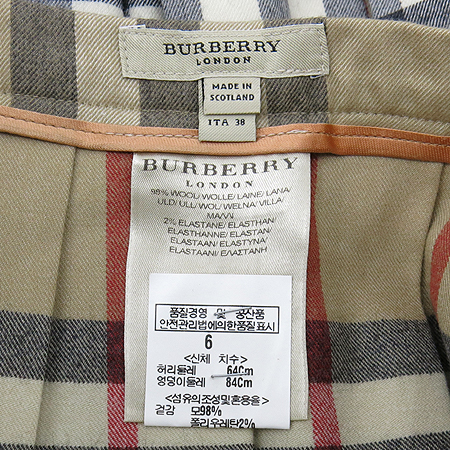 BURBERRY
LONDON
MADE IN
SCOTLAND
ITA 38
BURBERRY
LONDON
98% WOOL/WOLLE/LAINE/LANA/
ULD/ULL/WOL/WEŁNA/VILLA/
MAΛΛΙ
2% ELASTANE/ELASTHAN/
ELASTHANNE/ELASTAN/
ELASTAAN/ELASTYNA/
ELASTAANI/ΕΛΑΣΤΑΝΗ
품질경영 및 공산품
안전관리법에의한품질표시
6
<신체 치수>
허리둘레 64Cm
엉덩이둘레 84Cm
<섬유의조성및혼용율>
겉감 모98%
폴리우레탄2%